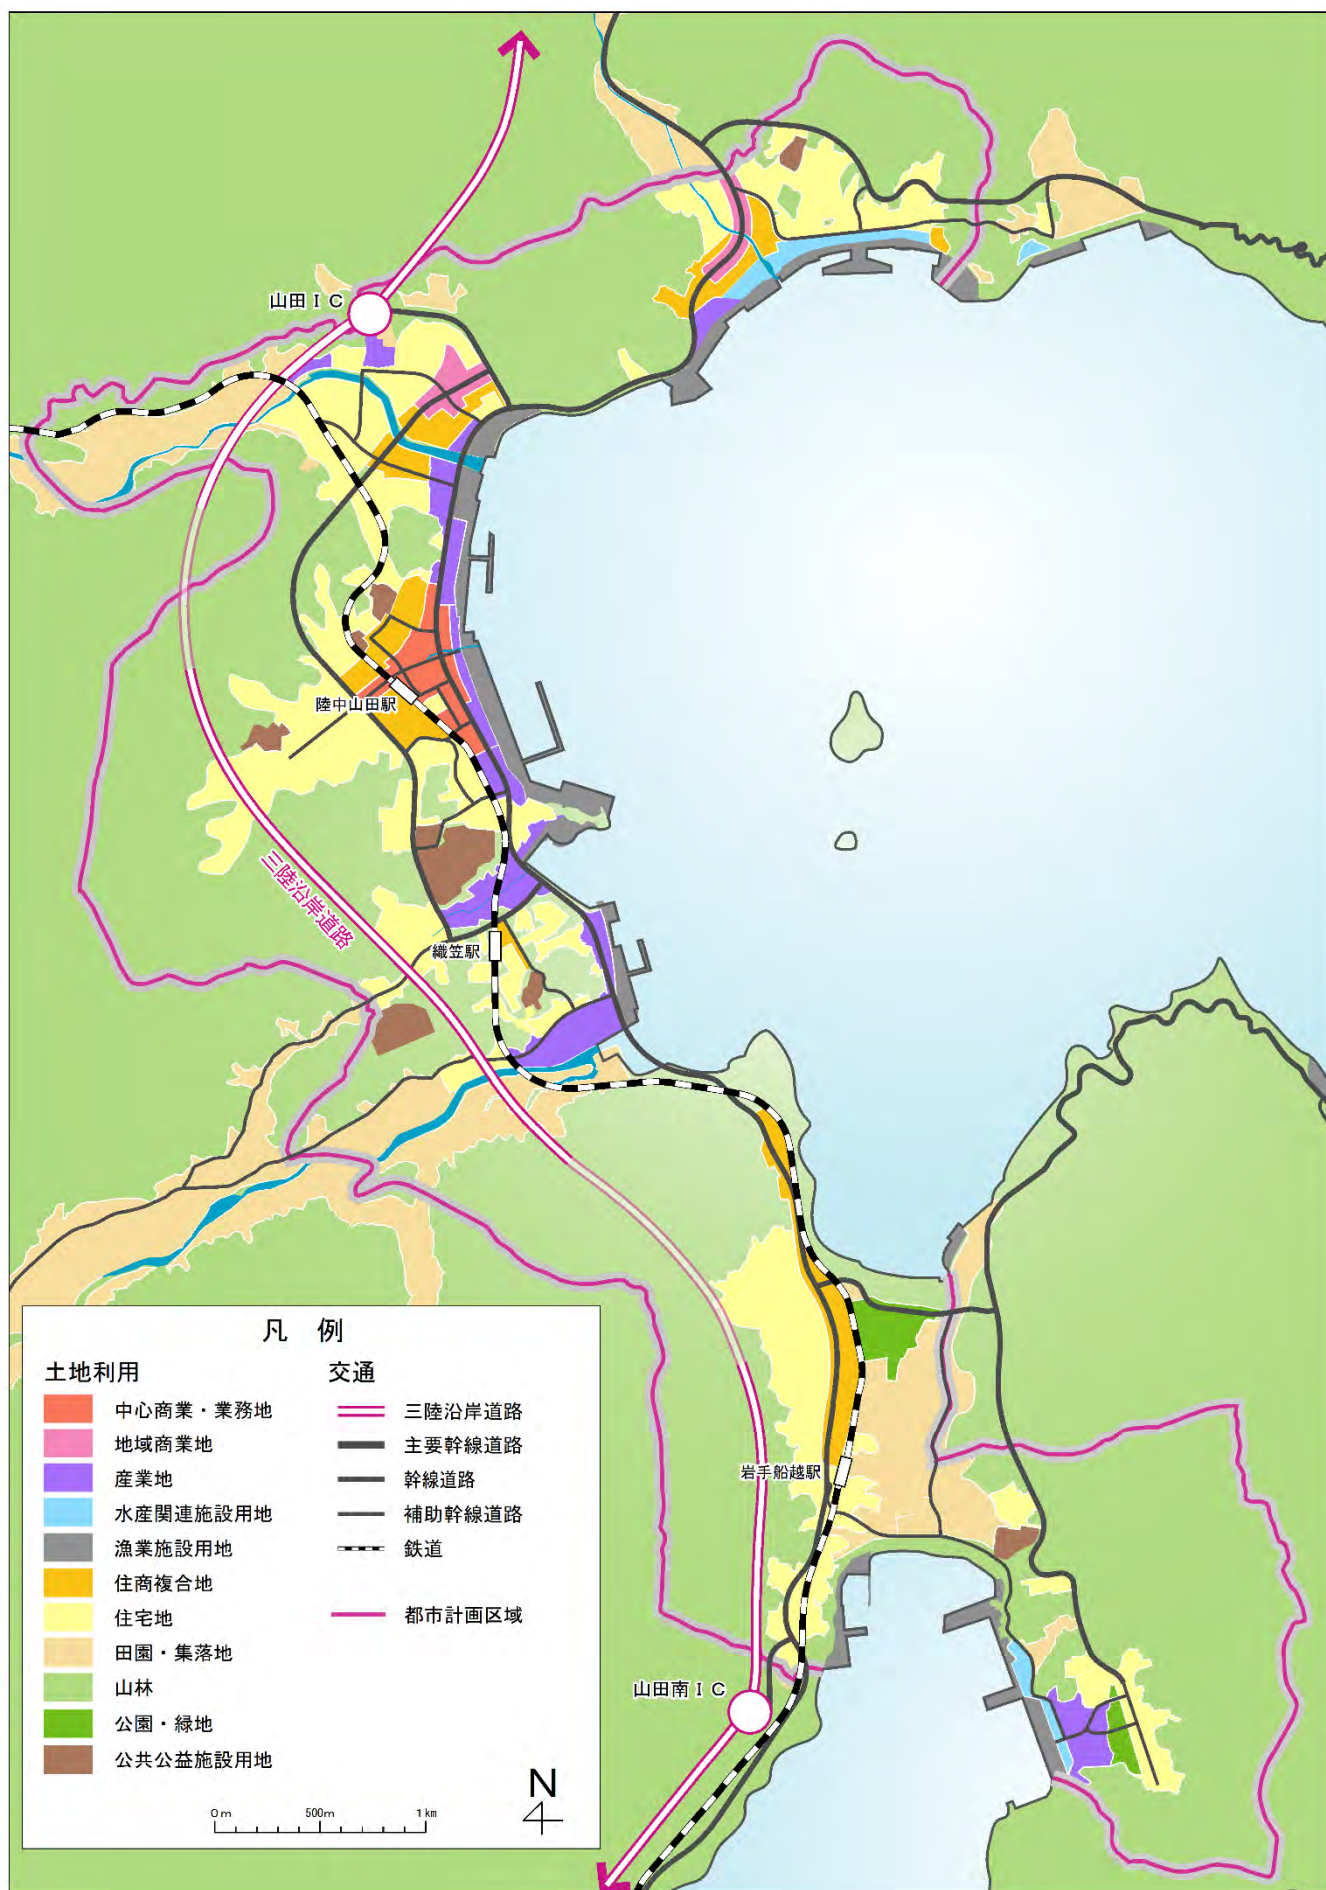 山田ＩＣ
陸中山田駅
三陸沿岸道路
織笠駅
岩手船越駅
山田南ＩＣ
凡　例
土地利用
中心商業・業務地
地域商業地
産業地
水産関連施設用地
漁業施設用地
住商複合地
住宅地
田園・集落地
山林
公園・緑地
公共公益施設用地
交通
三陸沿岸道路
主要幹線道路
幹線道路
補助幹線道路
鉄道
都市計画区域
0m 500m 1km
N